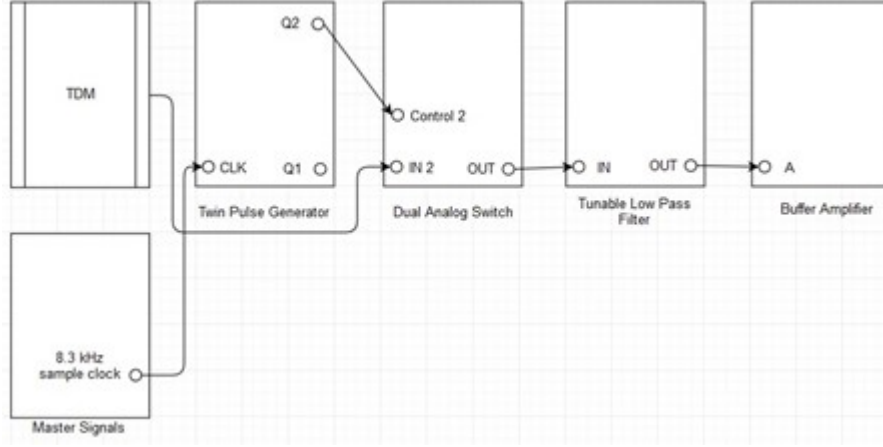 Q2
TDM
Control 2
CLK
Q1
IN 2
OUT
IN
OUT
A
Twin Pulse Generator
Dual Analog Switch
Tunable Low Pass
Filter
Buffer Amplifier
8.3 kHz
sample clock
Master Signals